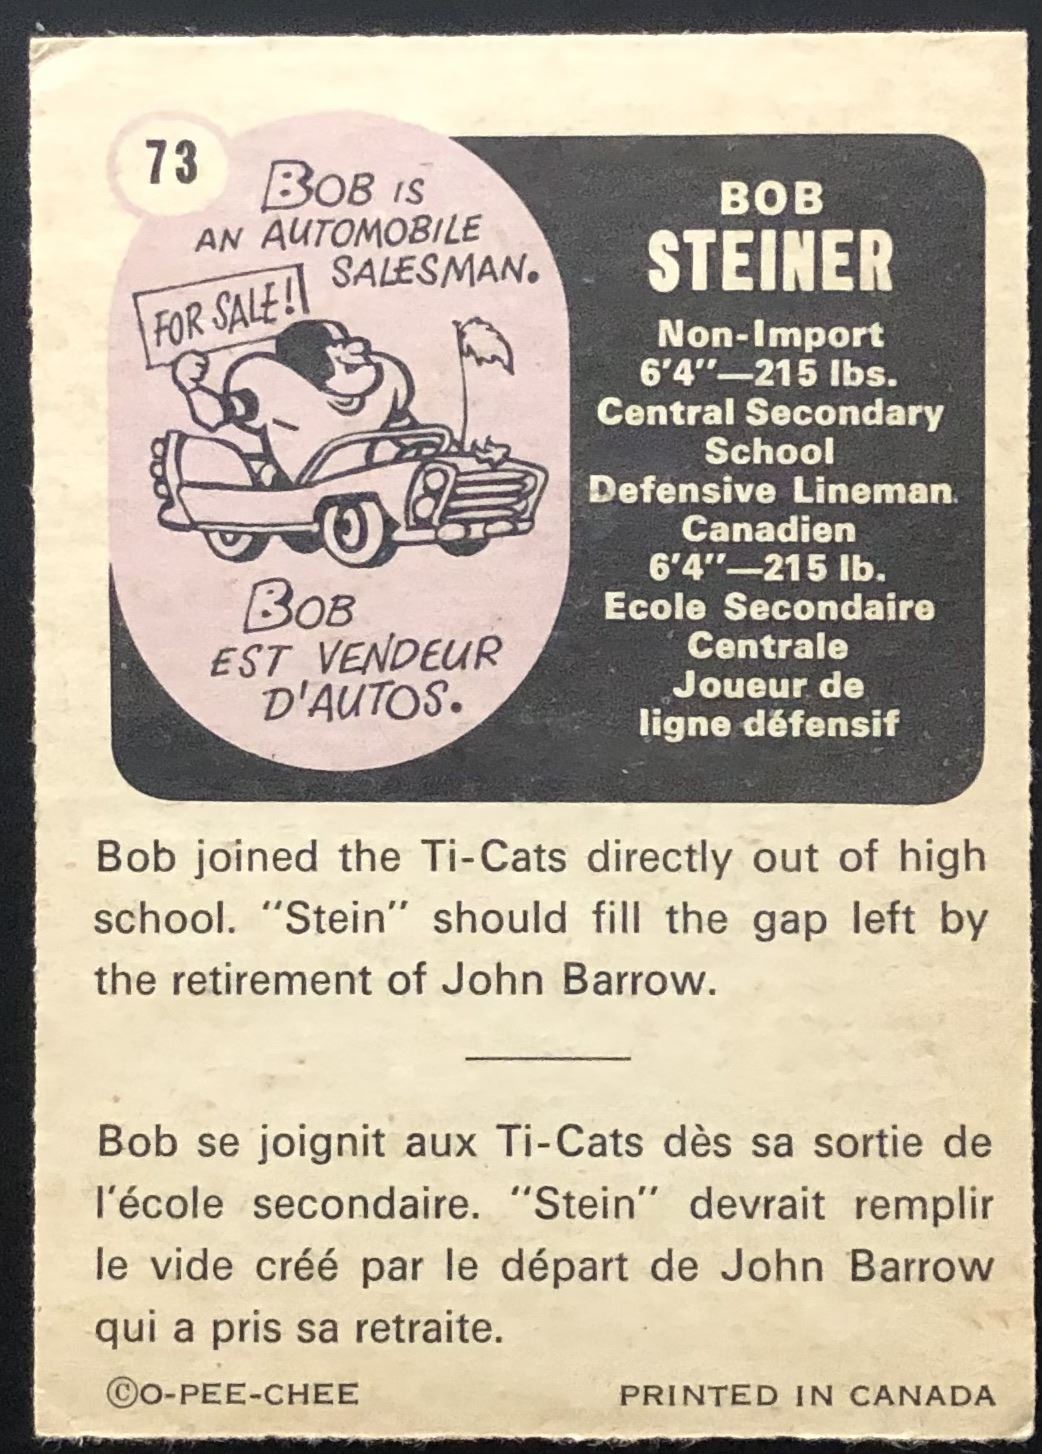 73
BOB IS
AN AUTOMOBILE
SALESMAN.
FOR SALE!
BOB
EST VENDEUR
D'AUTOS.
BOB
STEINER
Non-Import
6'4"—215 lbs.
Central Secondary
School
Defensive Lineman
Canadien
6'4"—215 lb.
Ecole Secondaire
Centrale
Joueur de
ligne défensif
Bob joined the Ti-Cats directly out of high
school. "Stein" should fill the gap left by
the retirement of John Barrow.
Bob se joignit aux Ti-Cats dès sa sortie de
l'école secondaire. "Stein" devrait remplir
le vide créé par le départ de John Barrow
qui a pris sa retraite.
©O-PEE-CHEE
PRINTED IN CANADA